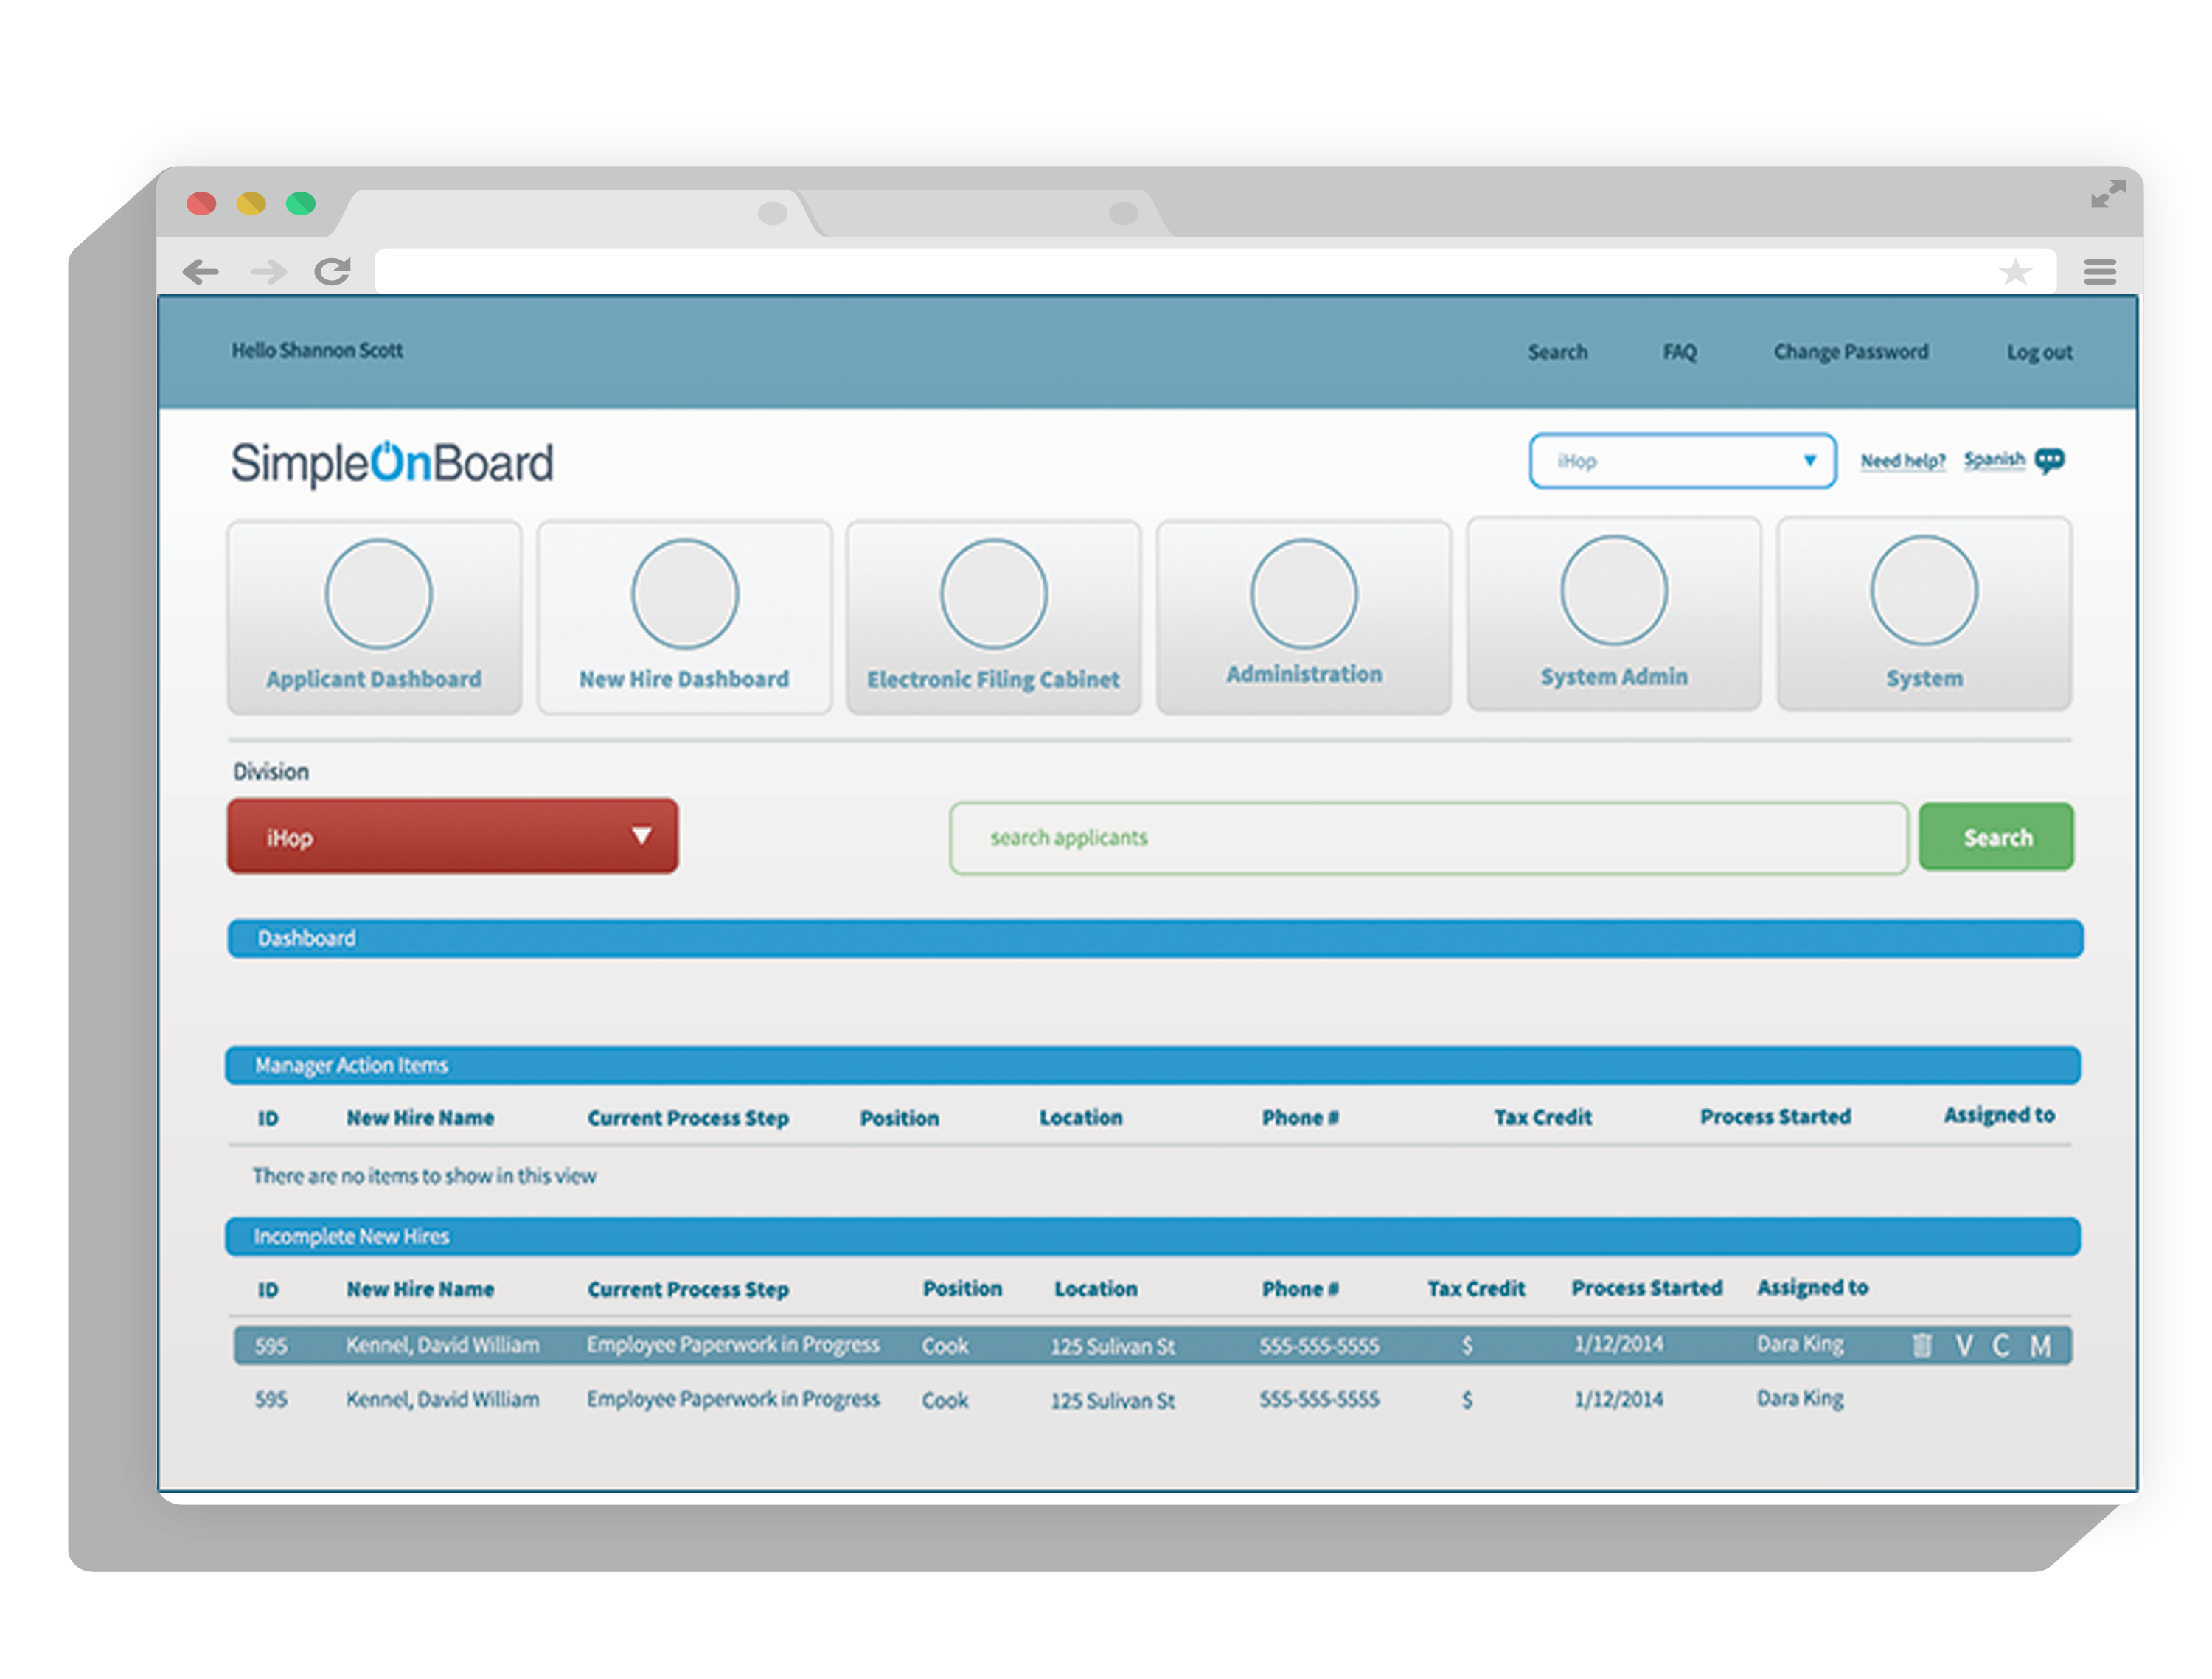 Hello Shannon Scott Search FAQ Change Password Log out
SimpleOnBoard iHop Need help? Spanish
Applicant Dashboard New Hire Dashboard Electronic Filing Cabinet Administration System Admin System
Division
iHop search applicants Search
Dashboard
Manager Action Items
ID New Hire Name Current Process Step Position Location Phone # Tax Credit Process Started Assigned to
There are no items to show in this view
Incomplete New Hires
ID New Hire Name Current Process Step Position Location Phone # Tax Credit Process Started Assigned to
595 Kennel, David William Employee Paperwork in Progress Cook 125 Sulivan St 555-555-5555 $ 1/12/2014 Dara King V C M
595 Kennel, David William Employee Paperwork in Progress Cook 125 Sulivan St 555-555-5555 $ 1/12/2014 Dara King